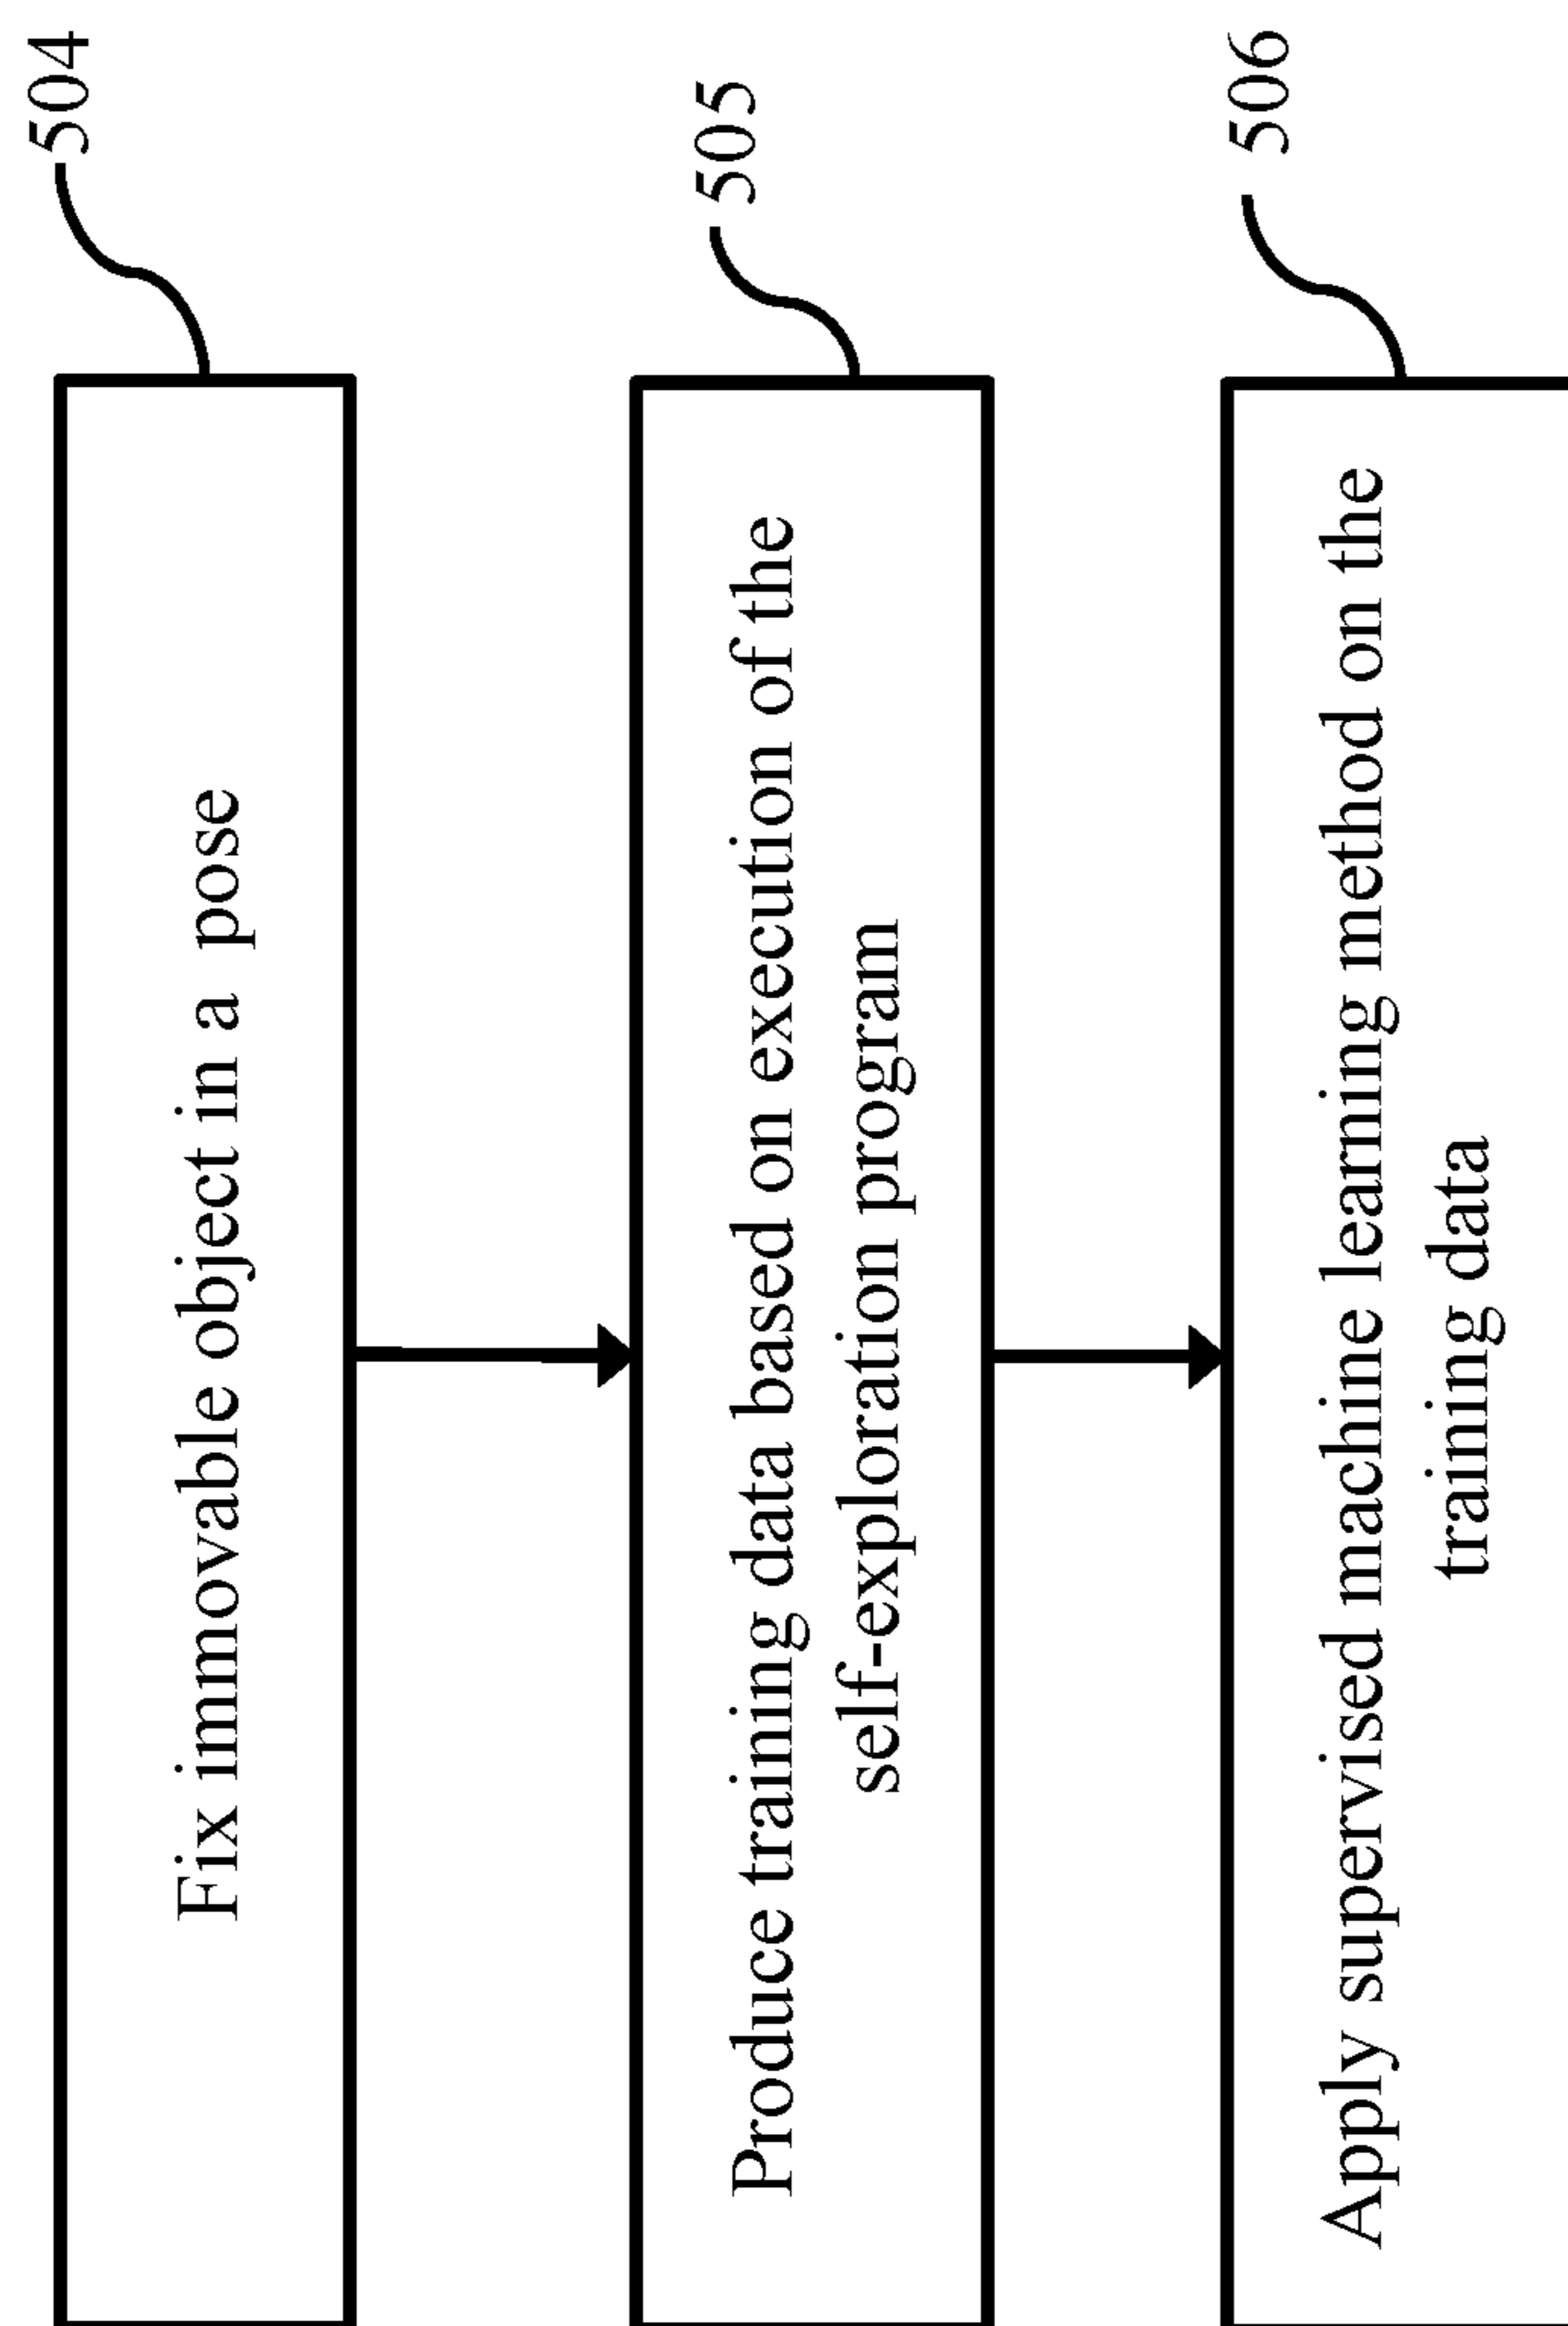 504
Fix immovable object in a pose
505
Produce training data based on execution of the
self-exploration program
506
Apply supervised machine learning method on the
training data